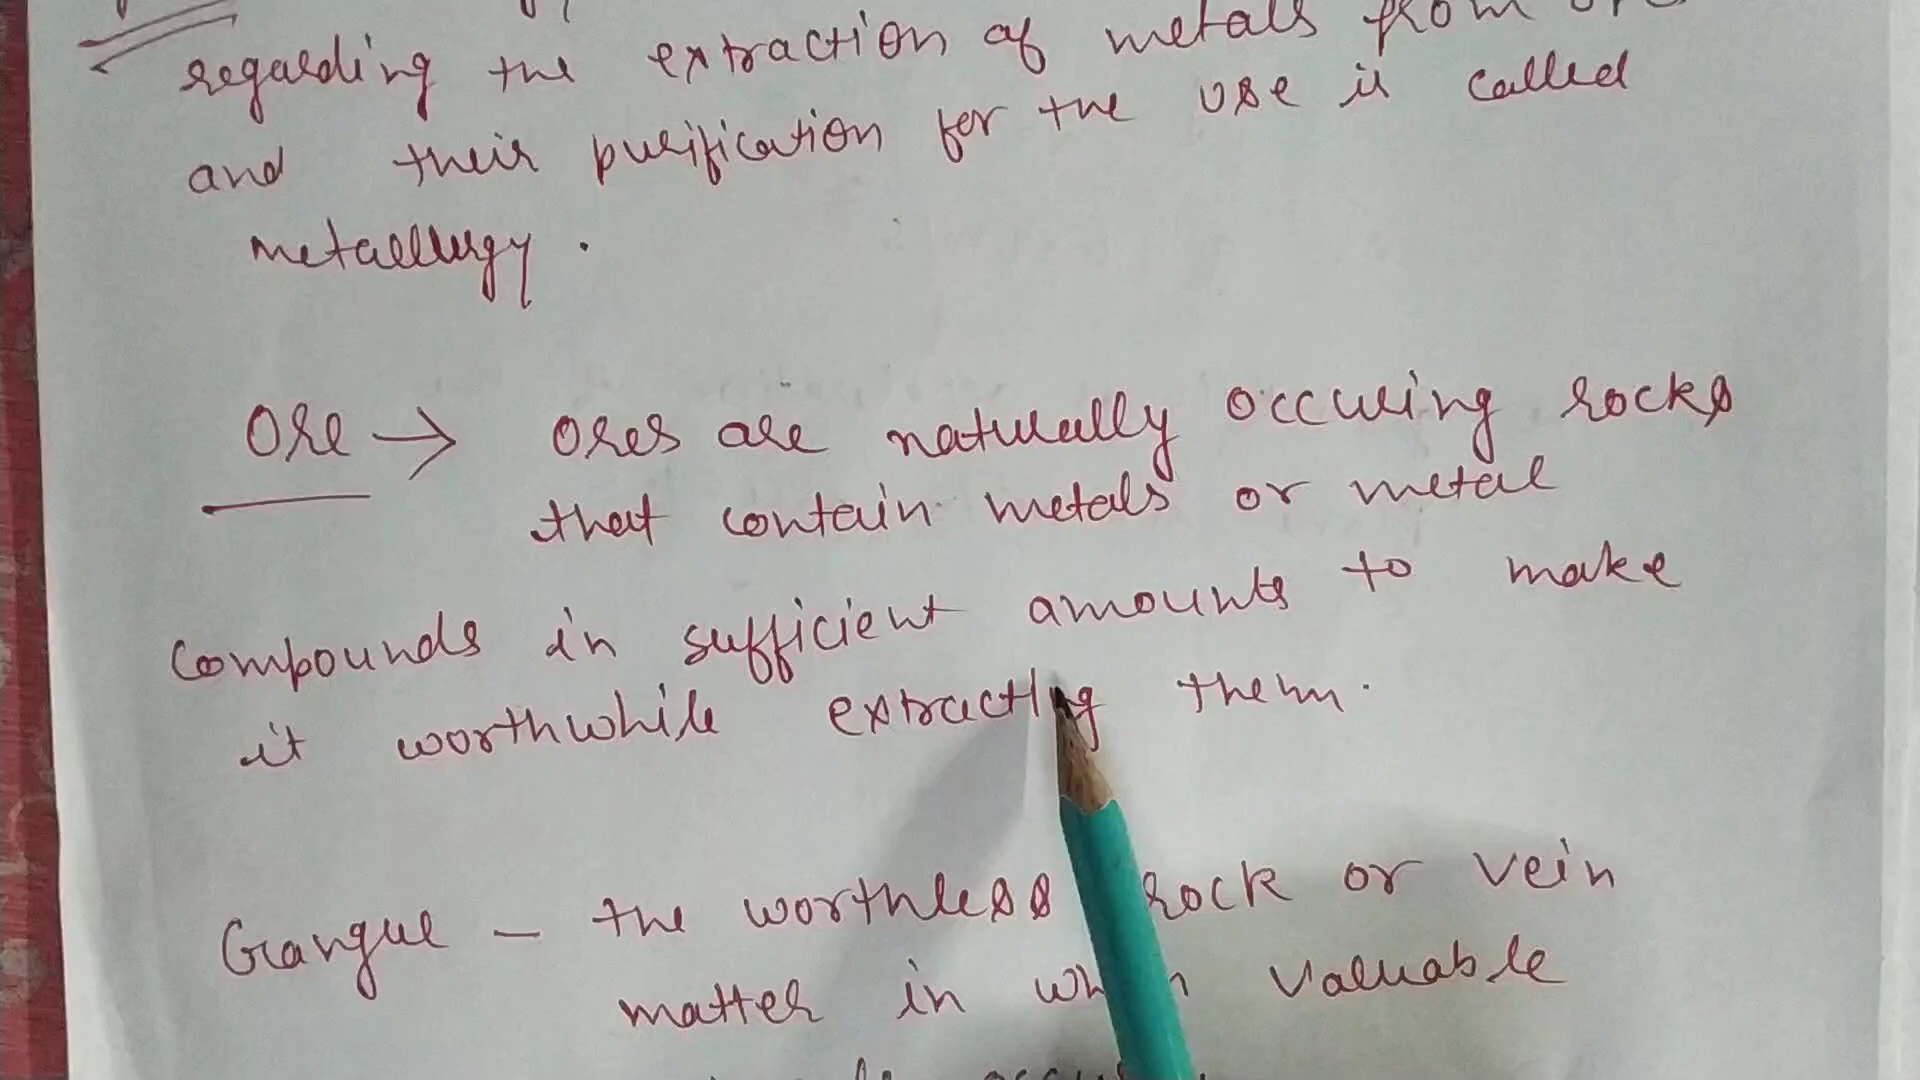 regarding the extraction of metals from
and their purification for the use is called
metallurgy.
Ore → Ores are naturally occuring rocks
that contain metals or metal
compounds in sufficient amounts to make
it worthwhile extracting them.
Gangue - the worthless rock or vein
matter in which valuable